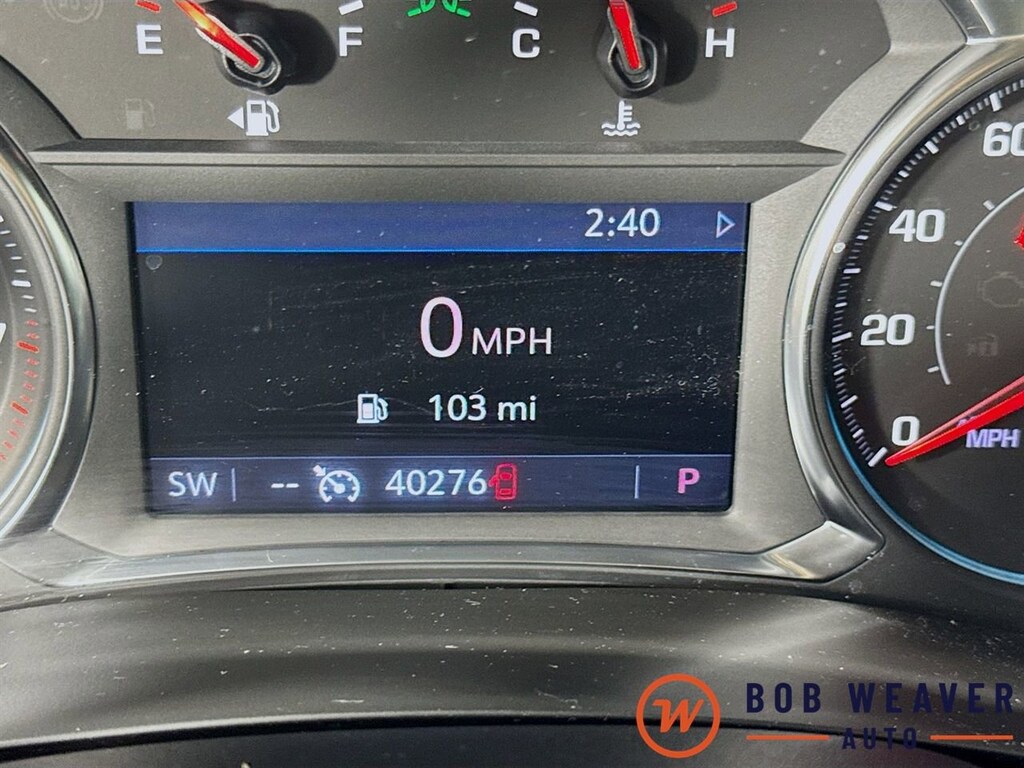 E F C H
60
2:40
40
0 MPH
20
103 mi
0
MPH
SW -- 40276 P
W BOB WEAVER
AUTO